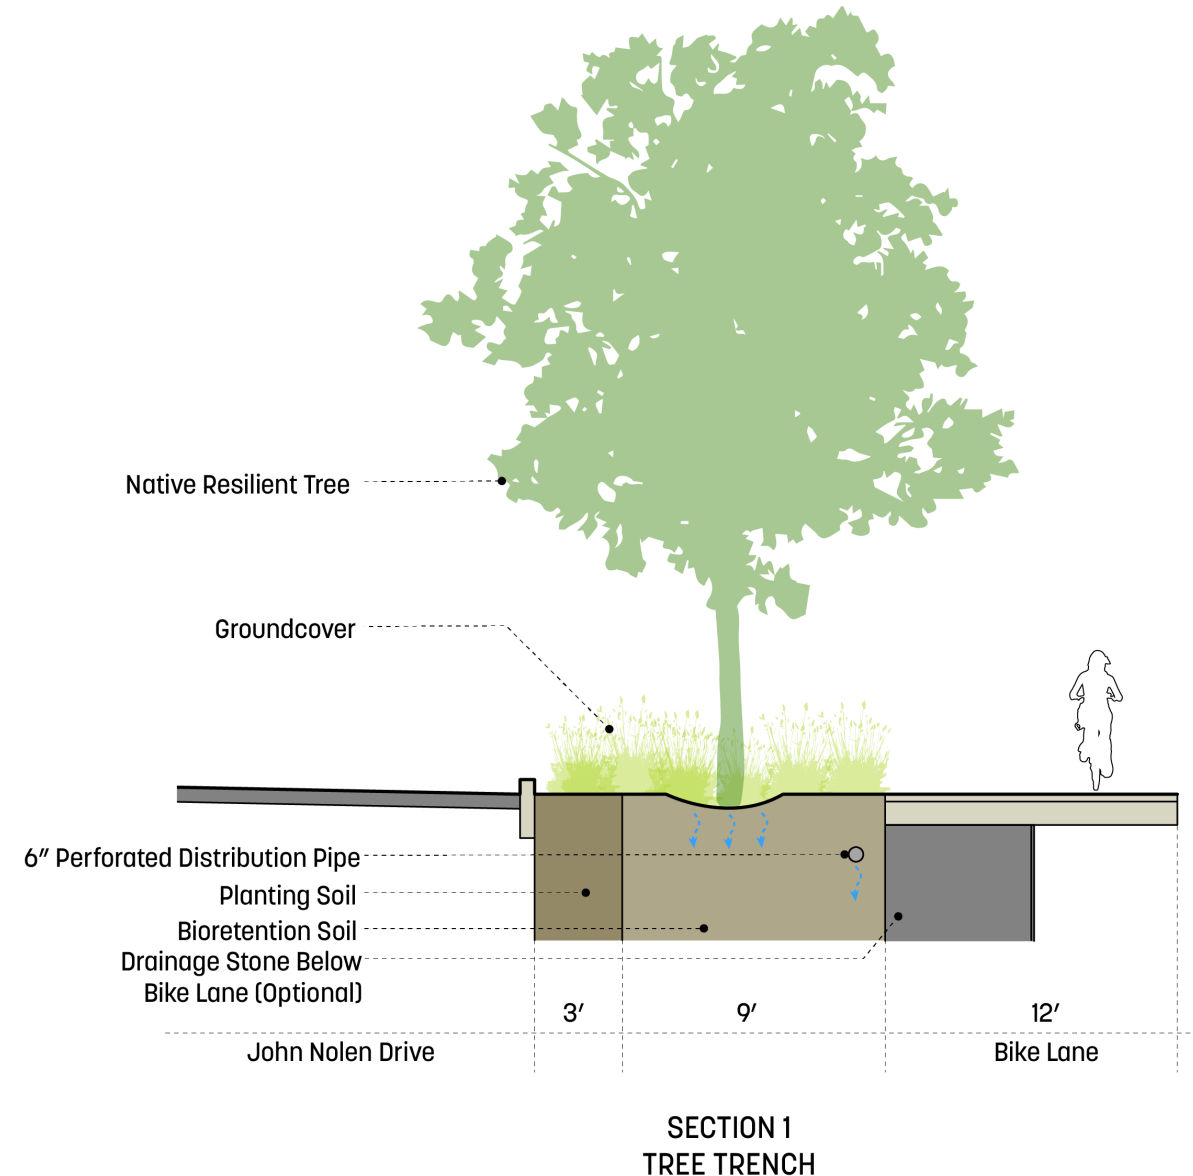 Native Resilient Tree
Groundcover
6″ Perforated Distribution Pipe
Planting Soil
Bioretention Soil
Drainage Stone Below
Bike Lane (Optional)
3′
9′
12′
John Nolen Drive
Bike Lane
SECTION 1
TREE TRENCH